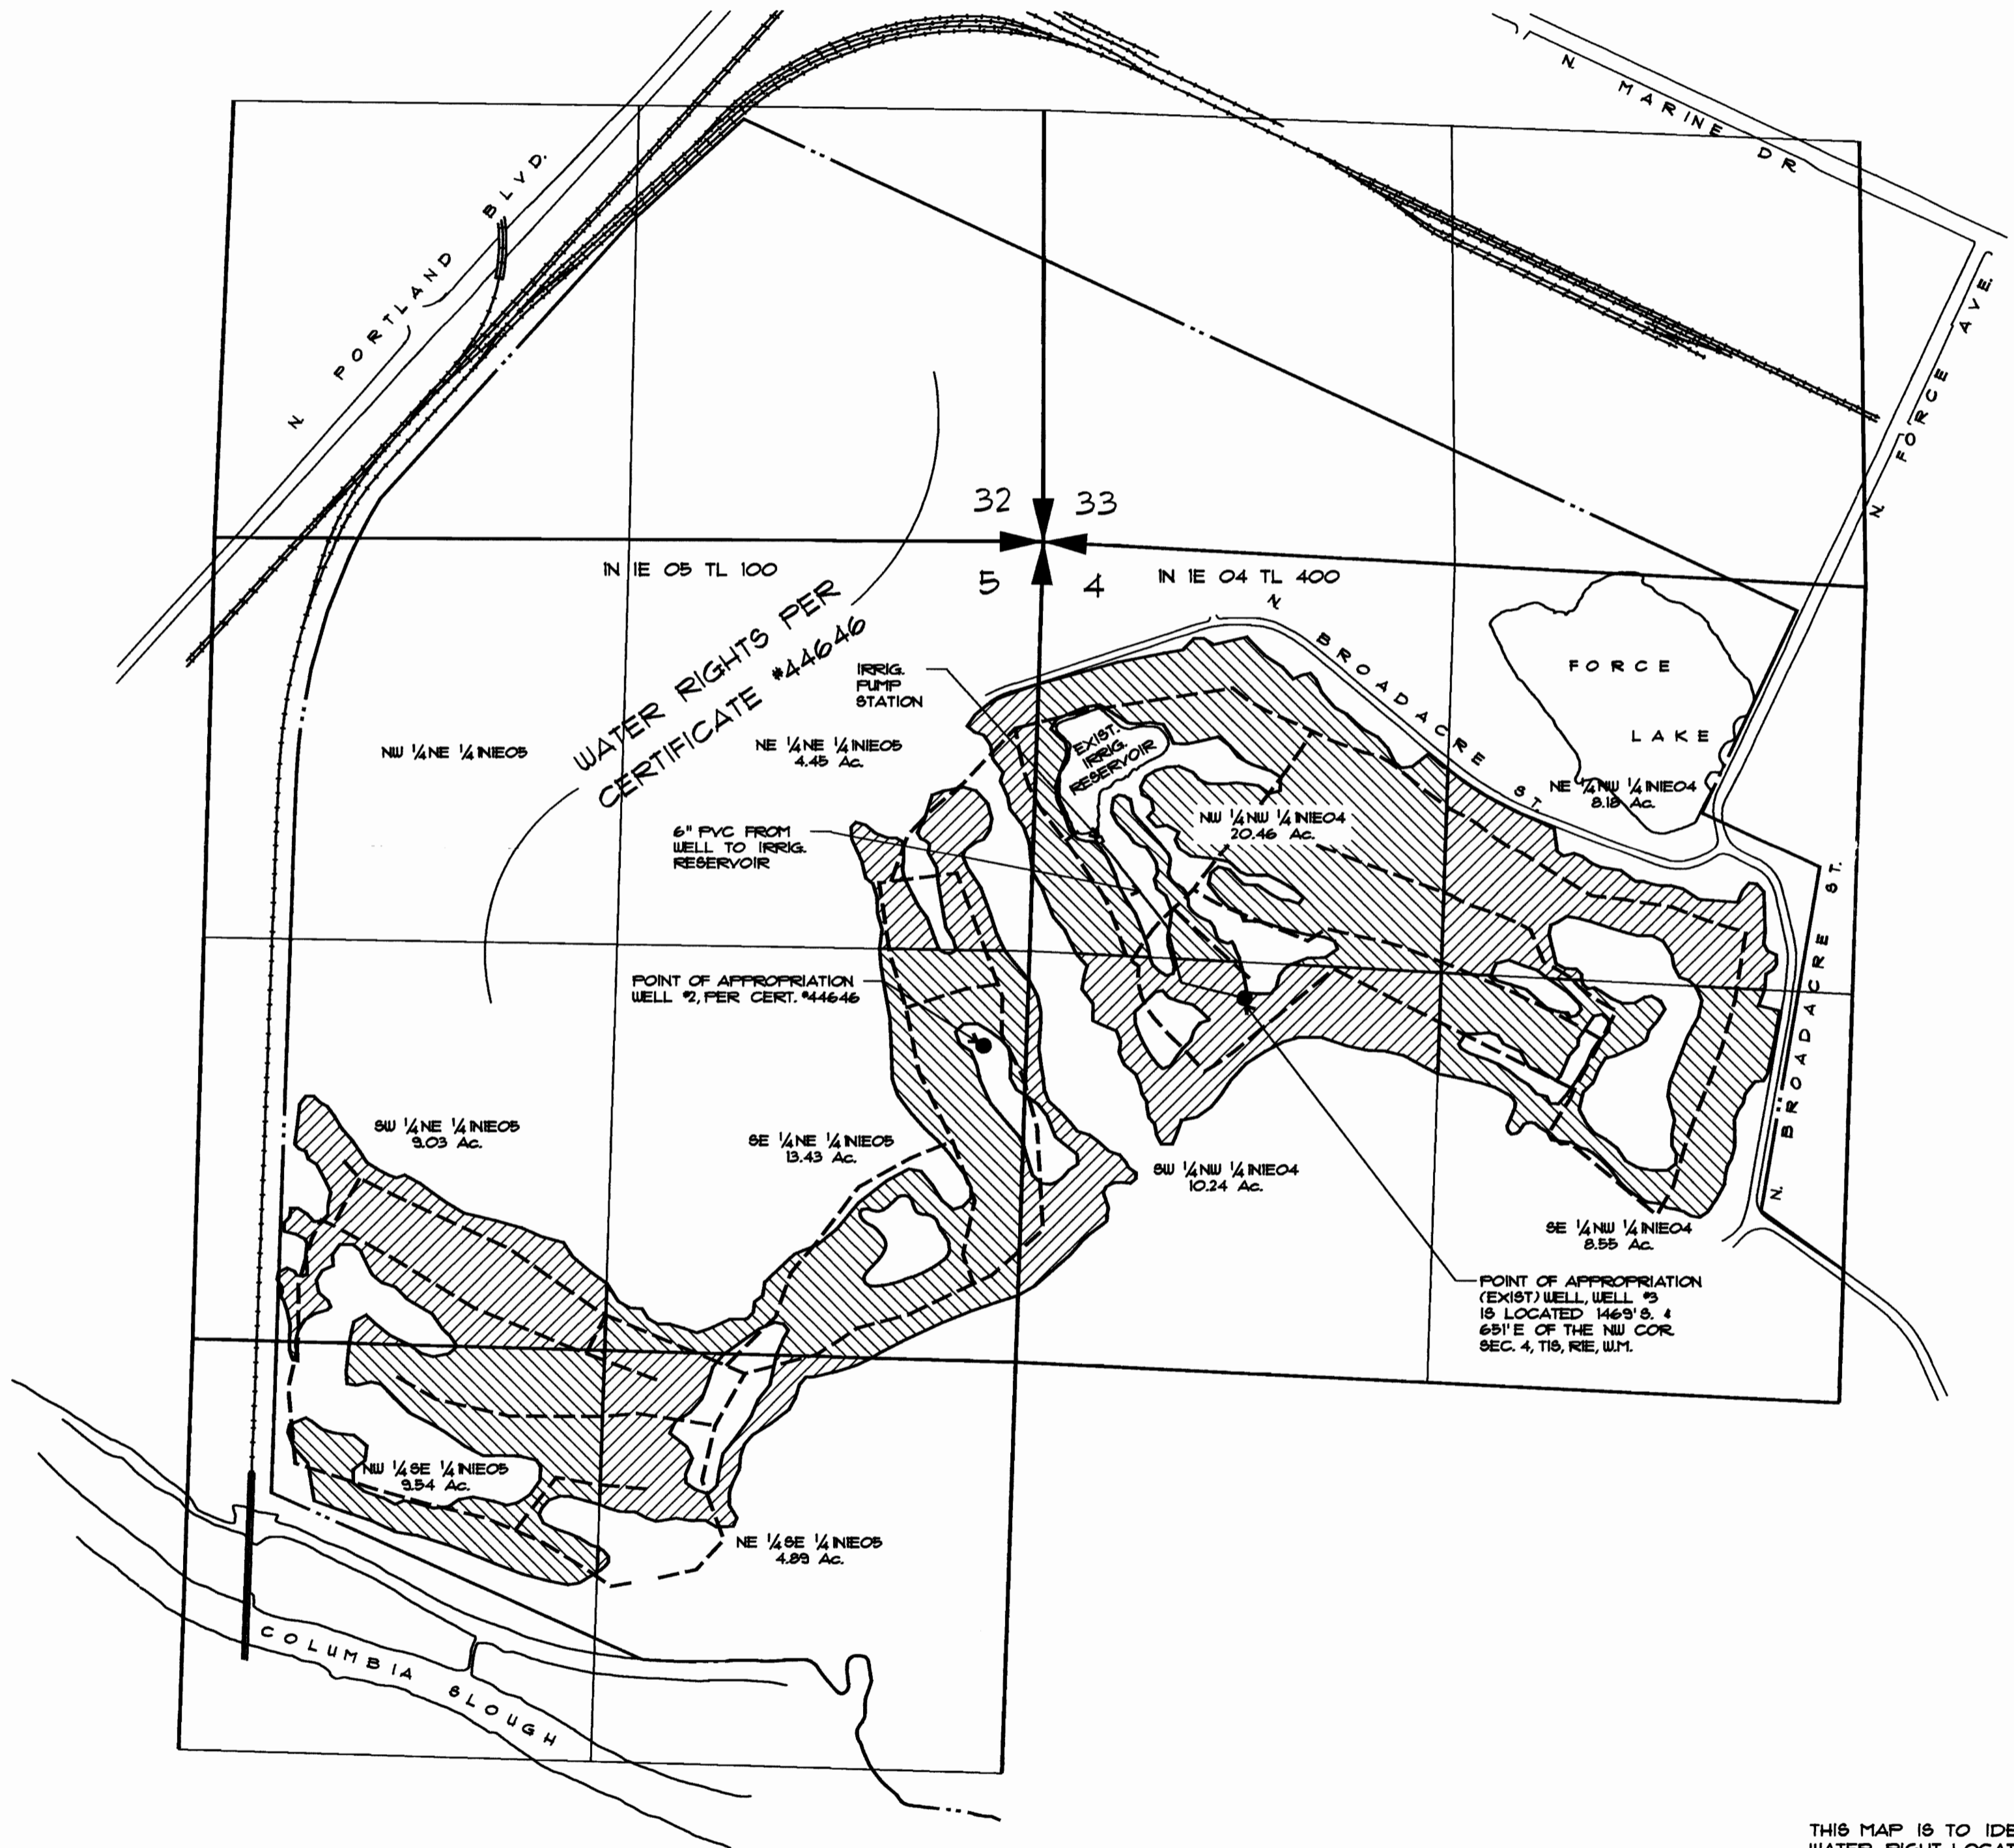 N. MARINE DR
N. PORTLAND BLVD.
N. FORCE AVE.
32 33
5 4
1N 1E 05 TL 100
1N 1E 04 TL 400
WATER RIGHTS PER
CERTIFICATE #44646
N. BROADACRE ST.
FORCE
LAKE
IRRIG.
PUMP
STATION
EXIST.
IRRIG.
RESERVOIR
NW 1/4 NE 1/4 1N1E05
NE 1/4 NE 1/4 1N1E05
4.45 Ac.
NE 1/4 NW 1/4 1N1E04
8.18 Ac.
NW 1/4 NW 1/4 1N1E04
20.46 Ac.
6" PVC FROM
WELL TO IRRIG.
RESERVOIR
N. BROADACRE ST.
POINT OF APPROPRIATION
WELL #2, PER CERT. #44646
SW 1/4 NE 1/4 1N1E05
9.03 Ac.
SE 1/4 NE 1/4 1N1E05
13.43 Ac.
SW 1/4 NW 1/4 1N1E04
10.24 Ac.
SE 1/4 NW 1/4 1N1E04
8.55 Ac.
POINT OF APPROPRIATION
(EXIST) WELL, WELL #3
IS LOCATED 1469' S. &
651' E OF THE NW COR.
SEC. 4, T1S, R1E, W.M.
NW 1/4 SE 1/4 1N1E05
9.54 Ac.
NE 1/4 SE 1/4 1N1E05
4.89 Ac.
COLUMBIA SLOUGH
THIS MAP IS TO IDE